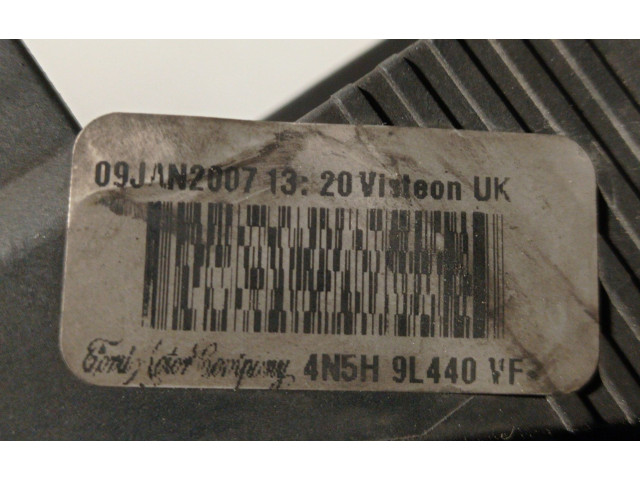 09JAN2007 13: 20 Visteon UK
Ford Motor Company 4N5H 9L440 VF